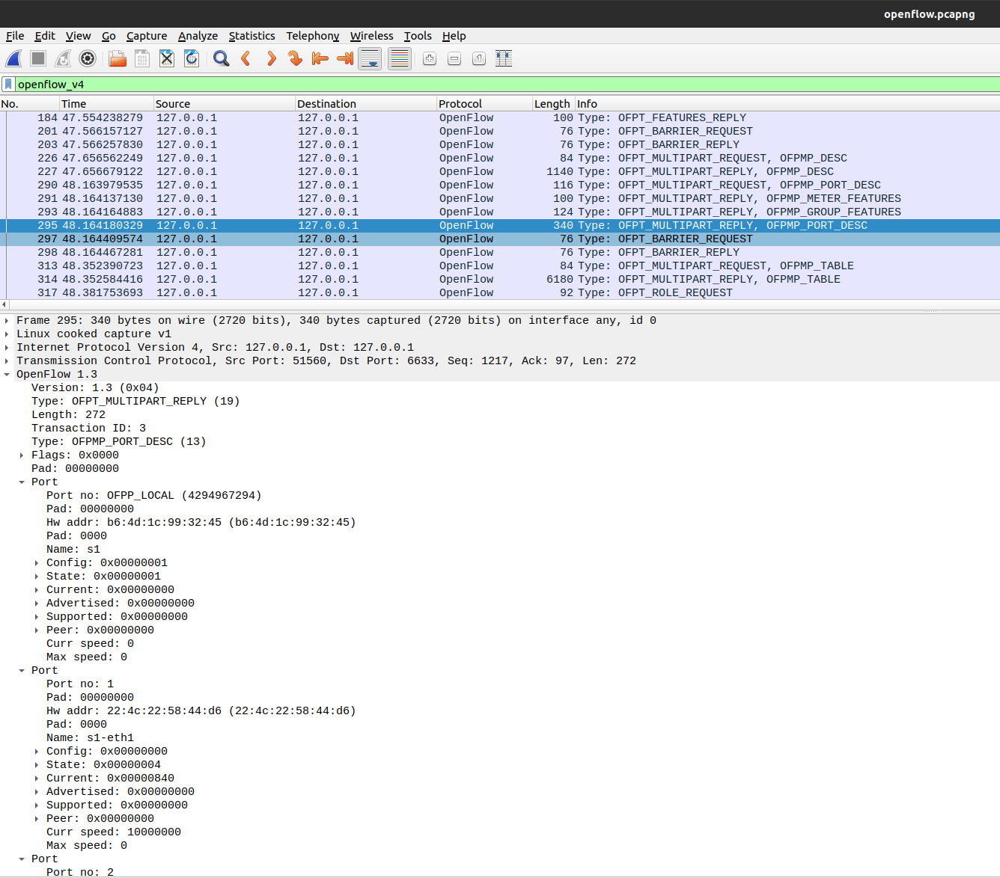 openflow.pcapng
File Edit View Go Capture Analyze Statistics Telephony Wireless Tools Help
openflow_v4
No. Time Source Destination Protocol Length Info
184 47.554238279 127.0.0.1 127.0.0.1 OpenFlow 100 Type: OFPT_FEATURES_REPLY
201 47.566157127 127.0.0.1 127.0.0.1 OpenFlow 76 Type: OFPT_BARRIER_REQUEST
203 47.566257830 127.0.0.1 127.0.0.1 OpenFlow 76 Type: OFPT_BARRIER_REPLY
226 47.656562249 127.0.0.1 127.0.0.1 OpenFlow 84 Type: OFPT_MULTIPART_REQUEST, OFPMP_DESC
227 47.656679122 127.0.0.1 127.0.0.1 OpenFlow 1140 Type: OFPT_MULTIPART_REPLY, OFPMP_DESC
290 48.163979535 127.0.0.1 127.0.0.1 OpenFlow 116 Type: OFPT_MULTIPART_REQUEST, OFPMP_PORT_DESC
291 48.164137130 127.0.0.1 127.0.0.1 OpenFlow 100 Type: OFPT_MULTIPART_REPLY, OFPMP_METER_FEATURES
293 48.164164883 127.0.0.1 127.0.0.1 OpenFlow 124 Type: OFPT_MULTIPART_REPLY, OFPMP_GROUP_FEATURES
295 48.164180329 127.0.0.1 127.0.0.1 OpenFlow 340 Type: OFPT_MULTIPART_REPLY, OFPMP_PORT_DESC
297 48.164409574 127.0.0.1 127.0.0.1 OpenFlow 76 Type: OFPT_BARRIER_REQUEST
298 48.164467281 127.0.0.1 127.0.0.1 OpenFlow 76 Type: OFPT_BARRIER_REPLY
313 48.352390723 127.0.0.1 127.0.0.1 OpenFlow 84 Type: OFPT_MULTIPART_REQUEST, OFPMP_TABLE
314 48.352584416 127.0.0.1 127.0.0.1 OpenFlow 6180 Type: OFPT_MULTIPART_REPLY, OFPMP_TABLE
317 48.381753693 127.0.0.1 127.0.0.1 OpenFlow 92 Type: OFPT_ROLE_REQUEST
Frame 295: 340 bytes on wire (2720 bits), 340 bytes captured (2720 bits) on interface any, id 0
Linux cooked capture v1
Internet Protocol Version 4, Src: 127.0.0.1, Dst: 127.0.0.1
Transmission Control Protocol, Src Port: 51560, Dst Port: 6633, Seq: 1217, Ack: 97, Len: 272
OpenFlow 1.3
Version: 1.3 (0x04)
Type: OFPT_MULTIPART_REPLY (19)
Length: 272
Transaction ID: 3
Type: OFPMP_PORT_DESC (13)
Flags: 0x0000
Pad: 00000000
Port
Port no: OFPP_LOCAL (4294967294)
Pad: 00000000
Hw addr: b6:4d:1c:99:32:45 (b6:4d:1c:99:32:45)
Pad: 0000
Name: s1
Config: 0x00000001
State: 0x00000001
Current: 0x00000000
Advertised: 0x00000000
Supported: 0x00000000
Peer: 0x00000000
Curr speed: 0
Max speed: 0
Port
Port no: 1
Pad: 00000000
Hw addr: 22:4c:22:58:44:d6 (22:4c:22:58:44:d6)
Pad: 0000
Name: s1-eth1
Config: 0x00000000
State: 0x00000004
Current: 0x00000840
Advertised: 0x00000000
Supported: 0x00000000
Peer: 0x00000000
Curr speed: 10000000
Max speed: 0
Port
Port no: 2